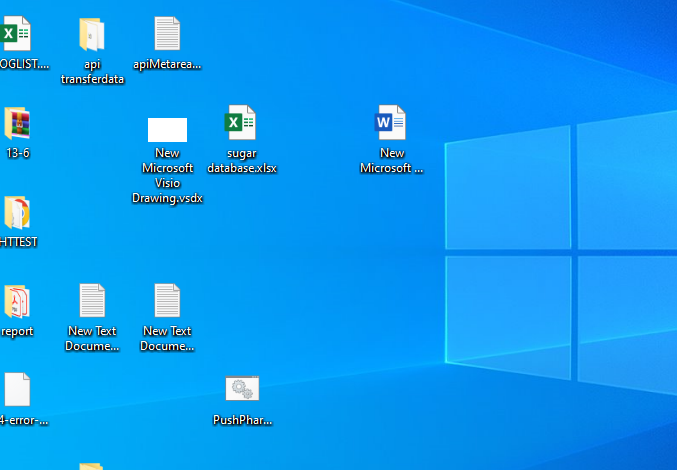 OGLIST....
api
transferdata
apiMetarea...
13-6
New
Microsoft
Visio
Drawing.vsdx
sugar
database.xlsx
New
Microsoft ...
HTTEST
report
New Text
Docume...
New Text
Docume...
4-error-...
PushPhar...